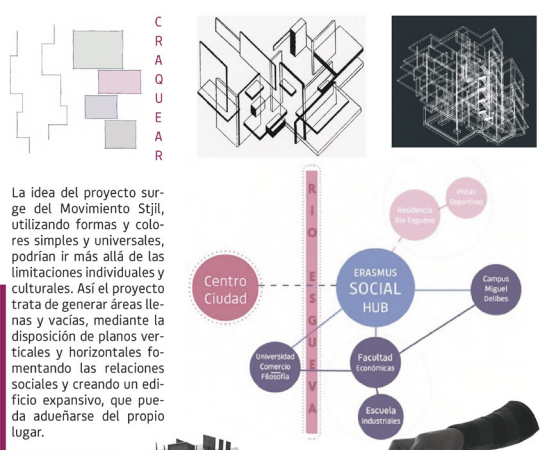 CRAQUEAR
La idea del proyecto sur-
ge del Movimiento Stjil,
utilizando formas y colo-
res simples y universales,
podrían ir más allá de las
limitaciones individuales y
culturales. Así el proyecto
trata de generar áreas lle-
nas y vacías, mediante la
disposición de planos ver-
ticales y horizontales fo-
mentando las relaciones
sociales y creando un edi-
ficio expansivo, que pue-
da adueñarse del propio
lugar.
RIO ESGUEVA
Pistas
Deportivas
Residencia
Rio Esgueva
Centro
Ciudad
ERASMUS
SOCIAL
HUB
Campus
Miguel
Delibes
Universidad
Comercio
Filosofía
Facultad
Económicas
Escuela
Industriales